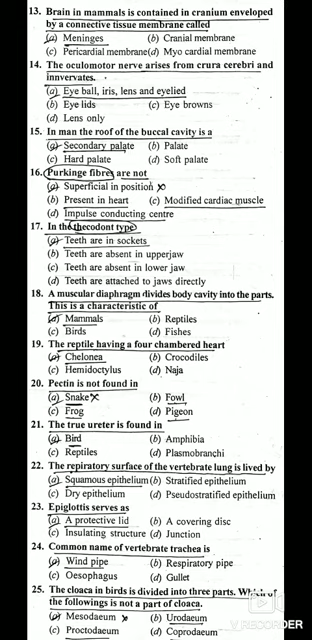 13. Brain in mammals is contained in cranium enveloped
by a connective tissue membrane called
(a) Meninges (b) Cranial membrane
(c) Pericardial membrane (d) Myo cardial membrane
14. The oculomotor nerve arises from crura cerebri and
innvervates.
(a) Eye ball, iris, lens and eyelied
(b) Eye lids (c) Eye brows
(d) Lens only
15. In man the roof of the buccal cavity is a
(a) Secondary palate (b) Palate
(c) Hard palate (d) Soft palate
16. Purkinge fibres are not
(a) Superficial in position
(b) Present in heart (c) Modified cardiac muscle
(d) Impulse conducting centre
17. In the thecodont type
(a) Teeth are in sockets
(b) Teeth are absent in upperjaw
(c) Teeth are absent in lower jaw
(d) Teeth are attached to jaws directly
18. A muscular diaphragm divides body cavity into the parts.
This is a characteristic of
(a) Mammals (b) Reptiles
(c) Birds (d) Fishes
19. The reptile having a four chambered heart
(a) Chelonea (b) Crocodiles
(c) Hemidoctylus (d) Naja
20. Pectin is not found in
(a) Snake (b) Fowl
(c) Frog (d) Pigeon
21. The true ureter is found in
(a) Bird (b) Amphibia
(c) Reptiles (d) Plasmobranchi
22. The repiratory surface of the vertebrate lung is lived by
(a) Squamous epithelium (b) Stratified epithelium
(c) Dry epithelium (d) Pseudostratified epithelium
23. Epiglottis serves as
(a) A protective lid (b) A covering disc
(c) Insulating structure (d) Junction
24. Common name of vertebrate trachea is
(a) Wind pipe (b) Respiratory pipe
(c) Oesophagus (d) Gullet
25. The cloaca in birds is divided into three parts. Which of
the followings is not a part of cloaca.
(a) Mesodaeum (b) Urodaeum
(c) Proctodaeum (d) Coprodaeum
V RECORDER